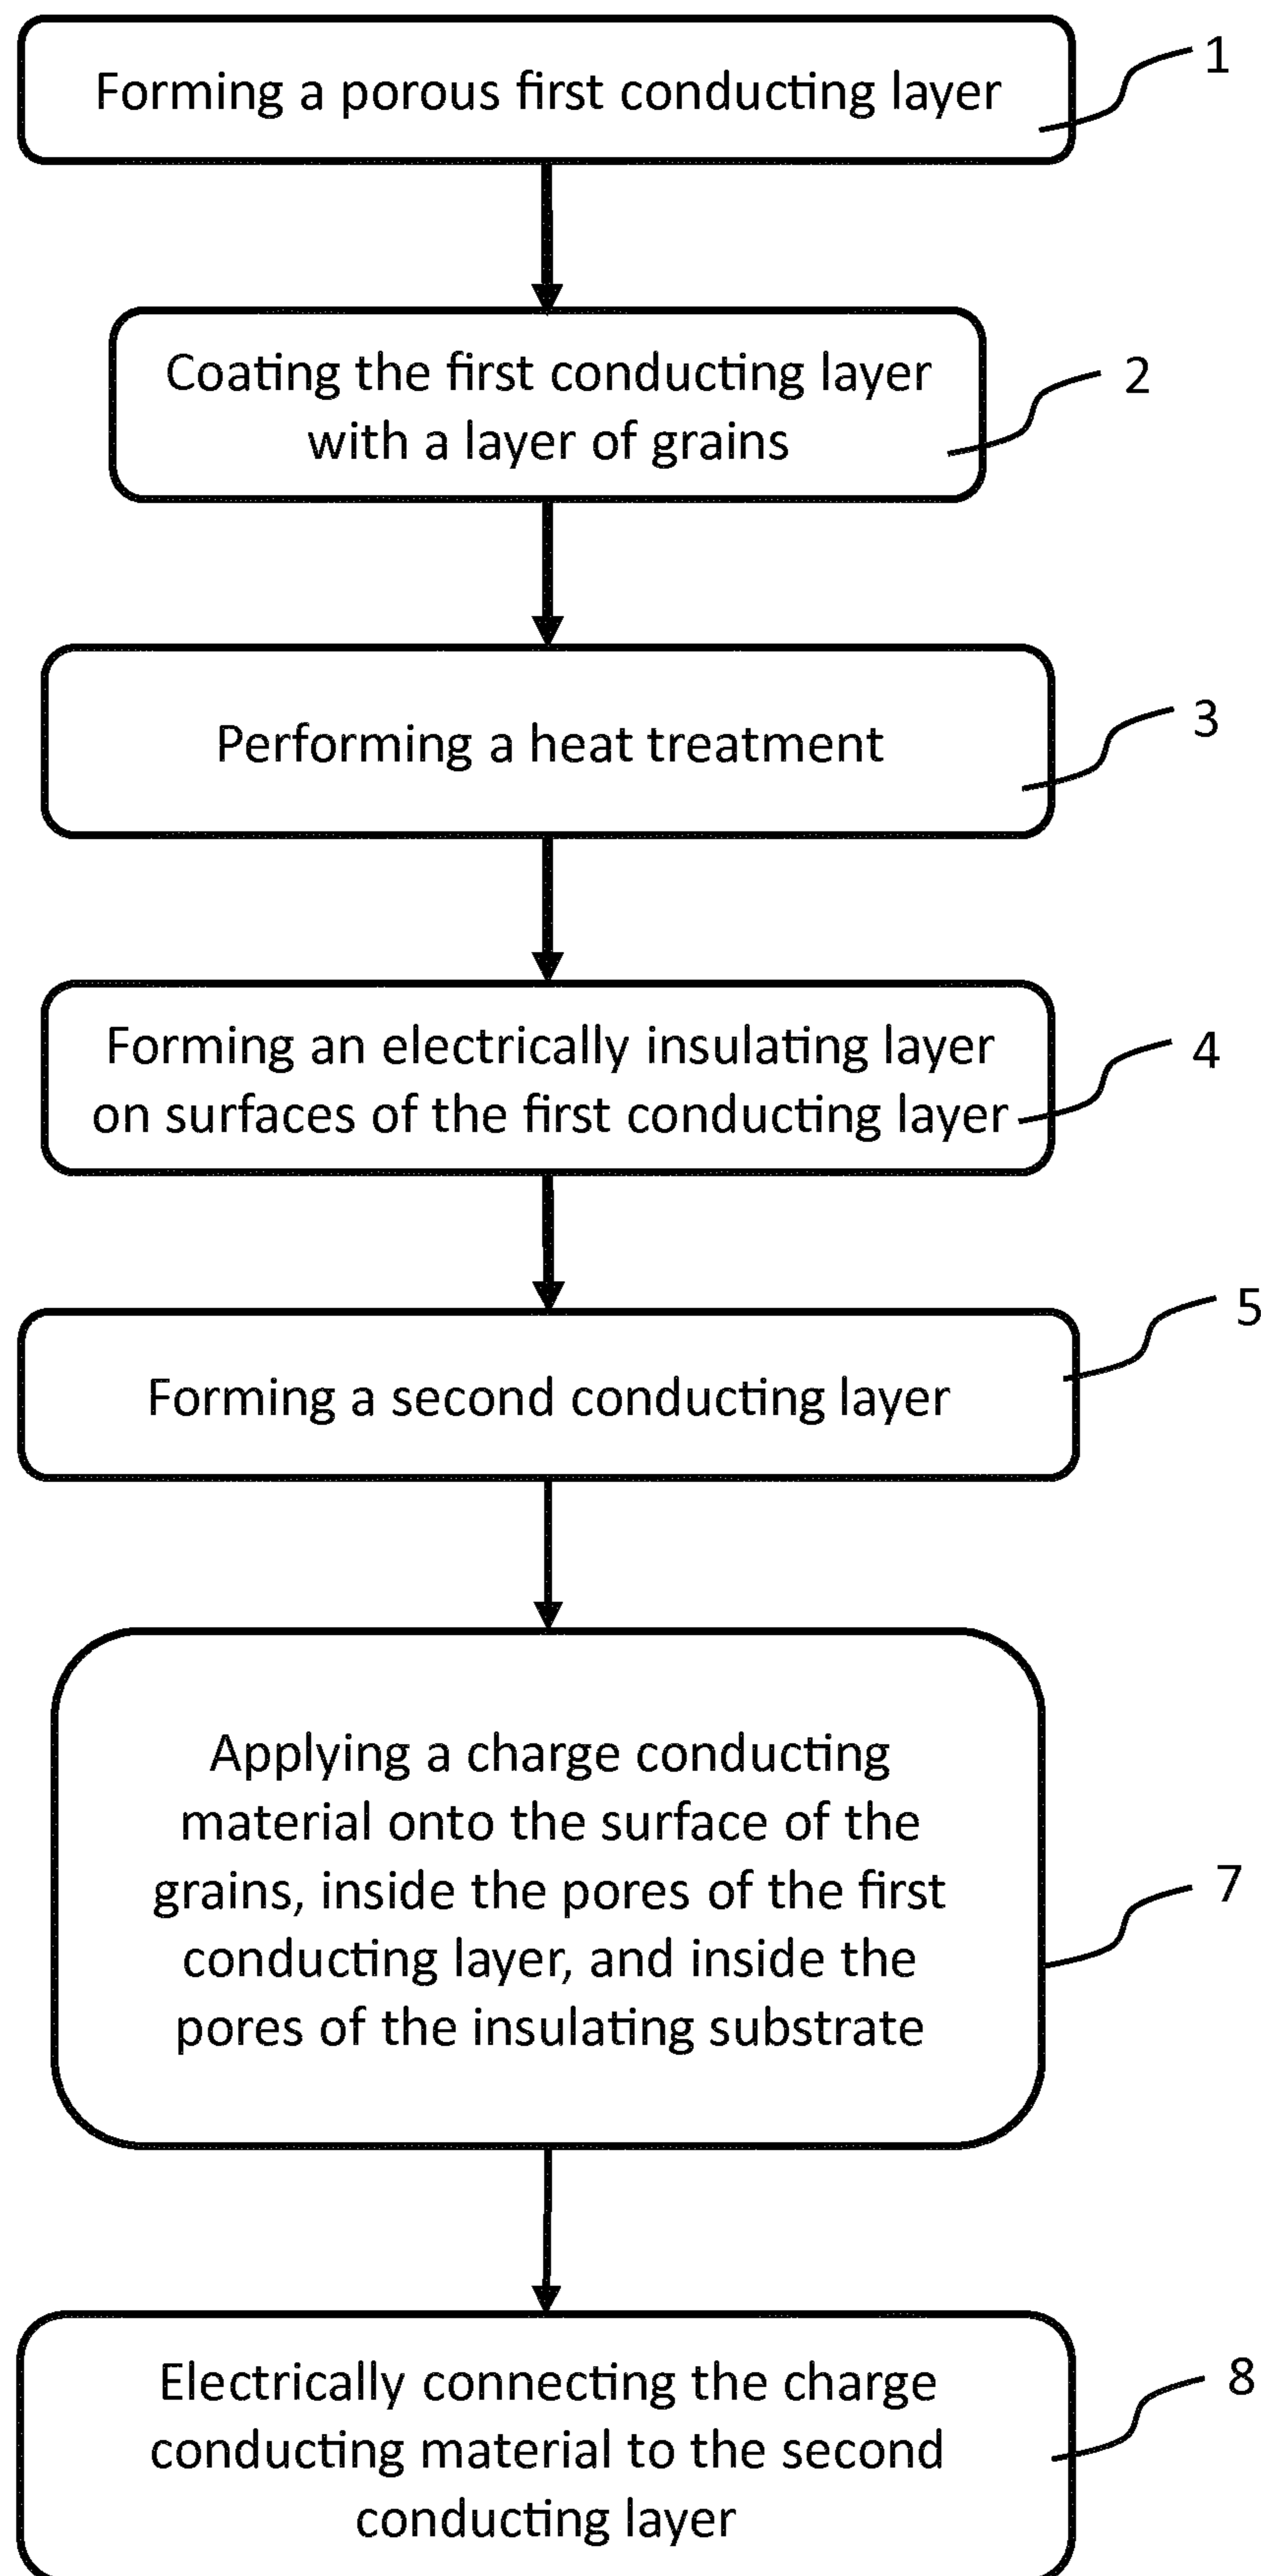 Forming a porous first conducting layer
1
Coating the first conducting layer
with a layer of grains
2
Performing a heat treatment
3
Forming an electrically insulating layer
on surfaces of the first conducting layer
4
Forming a second conducting layer
5
Applying a charge conducting
material onto the surface of the
grains, inside the pores of the first
conducting layer, and inside the
pores of the insulating substrate
7
Electrically connecting the charge
conducting material to the second
conducting layer
8